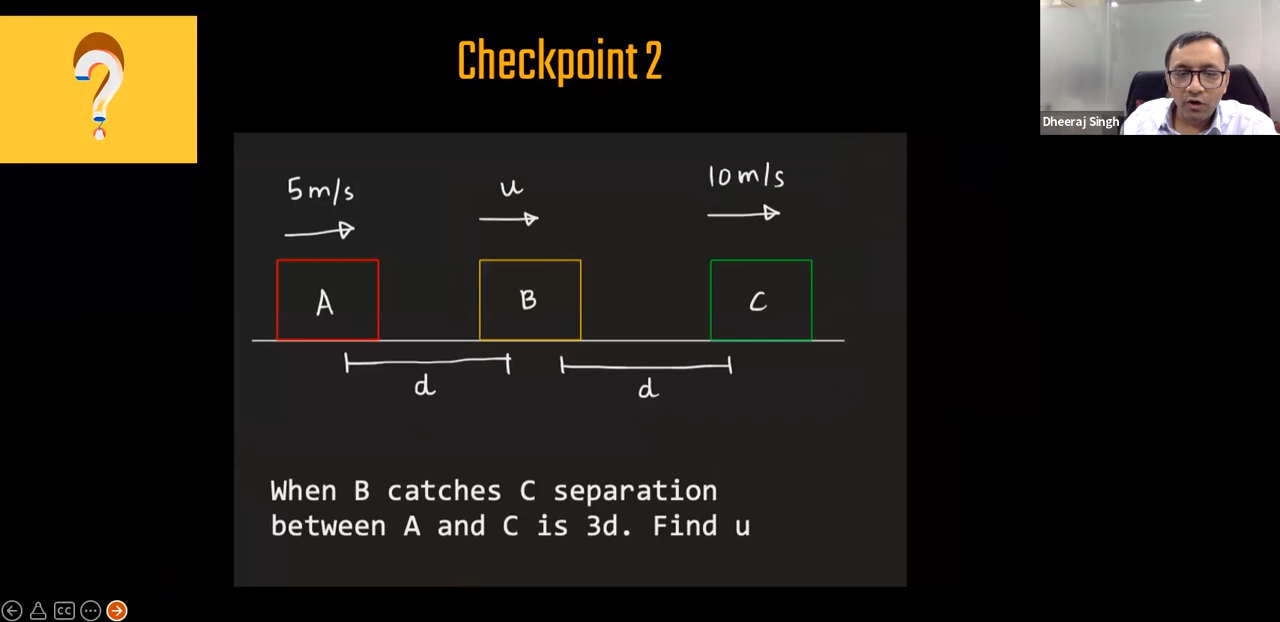 Checkpoint 2
Dheeraj Singh
5m/s
u
10m/s
A
B
C
d
d
When B catches C separation
between A and C is 3d. Find u
CC